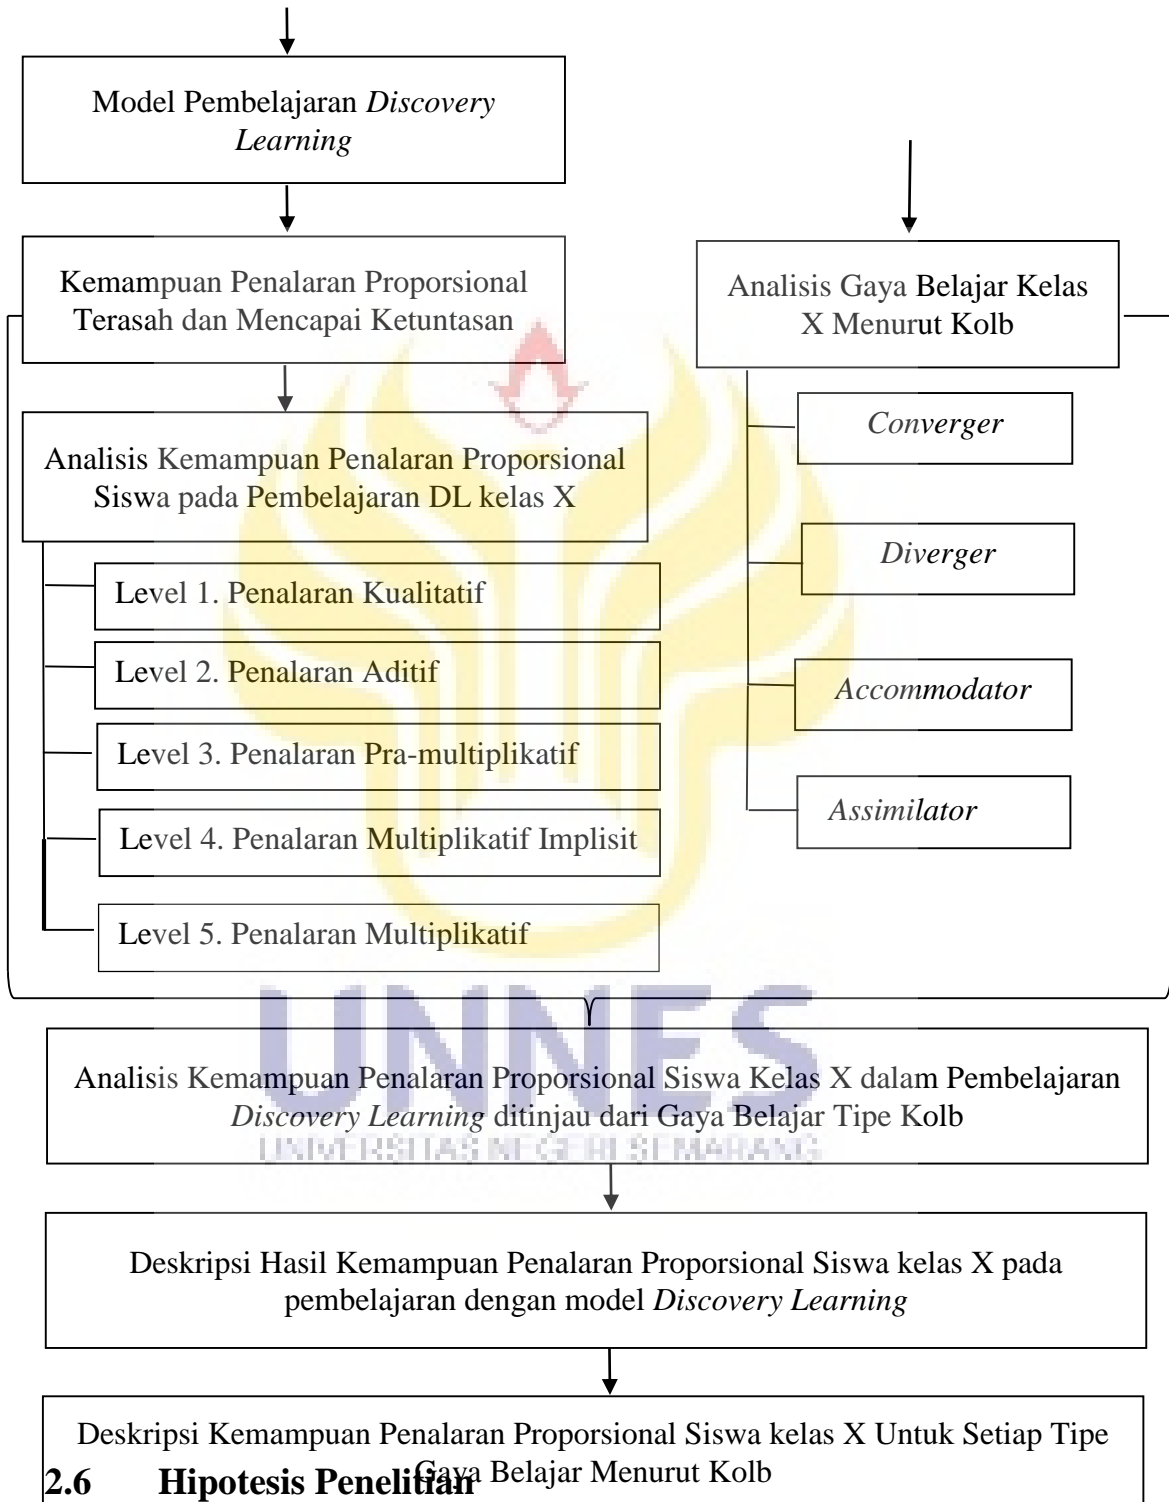 Model Pembelajaran Discovery
Learning
Kemampuan Penalaran Proporsional
Terasah dan Mencapai Ketuntasan
Analisis Gaya Belajar Kelas
X Menurut Kolb
Analisis Kemampuan Penalaran Proporsional
Siswa pada Pembelajaran DL kelas X
Level 1. Penalaran Kualitatif
Level 2. Penalaran Aditif
Level 3. Penalaran Pra-multiplikatif
Level 4. Penalaran Multiplikatif Implisit
Level 5. Penalaran Multiplikatif
Converger
Diverger
Accommodator
Assimilator
UNNES
UNIVERSITAS NEGERI SEMARANG
Analisis Kemampuan Penalaran Proporsional Siswa Kelas X dalam Pembelajaran
Discovery Learning ditinjau dari Gaya Belajar Tipe Kolb
Deskripsi Hasil Kemampuan Penalaran Proporsional Siswa kelas X pada
pembelajaran dengan model Discovery Learning
Deskripsi Kemampuan Penalaran Proporsional Siswa kelas X Untuk Setiap Tipe
Gaya Belajar Menurut Kolb
2.6 Hipotesis Penelitian